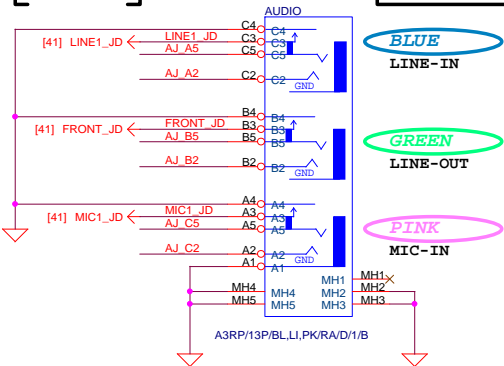 AUDIO
C4 C4
[41] LINE1_JD LINE1_JD C3 C3
AJ_A5 C5 C5
AJ_A2 C2 C2
GND
BLUE
LINE-IN
B4 B4
[41] FRONT_JD FRONT_JD B3 B3
AJ_B5 B5 B5
AJ_B2 B2 B2
GND
GREEN
LINE-OUT
A4 A4
[41] MIC1_JD MIC1_JD A3 A3
AJ_C5 A5 A5
AJ_C2 A2 A2
GND
A1 A1
PINK
MIC-IN
MH1 MH1
MH4 MH4 MH2 MH2
MH5 MH5 MH3 MH3
A3RP/13P/BL,LI,PK/RA/D/1/B